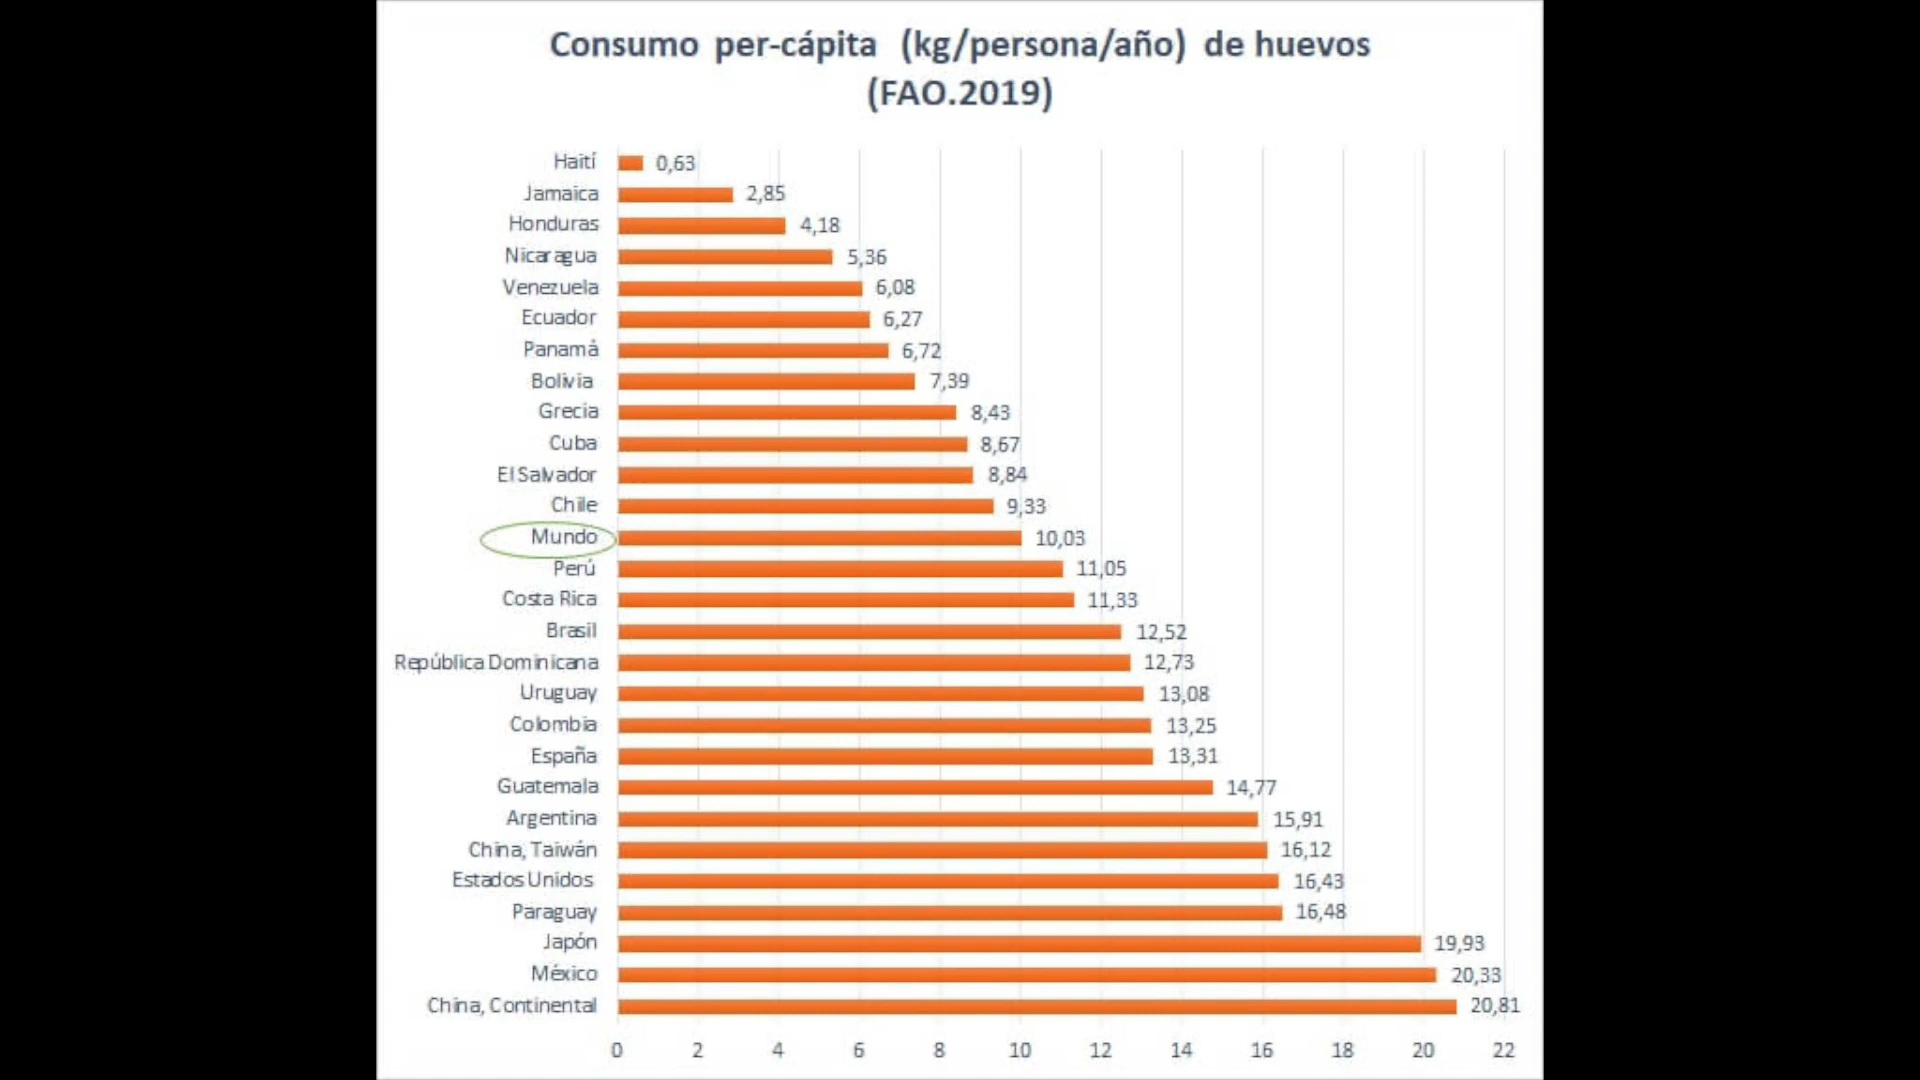 Consumo per-cápita (kg/persona/año) de huevos
(FAO.2019)
Haití 0,63
Jamaica 2,85
Honduras 4,18
Nicaragua 5,36
Venezuela 6,08
Ecuador 6,27
Panamá 6,72
Bolivia 7,39
Grecia 8,43
Cuba 8,67
El Salvador 8,84
Chile 9,33
Mundo 10,03
Perú 11,05
Costa Rica 11,33
Brasil 12,52
República Dominicana 12,73
Uruguay 13,08
Colombia 13,25
España 13,31
Guatemala 14,77
Argentina 15,91
China, Taiwán 16,12
Estados Unidos 16,43
Paraguay 16,48
Japón 19,93
México 20,33
China, Continental 20,81
0 2 4 6 8 10 12 14 16 18 20 22